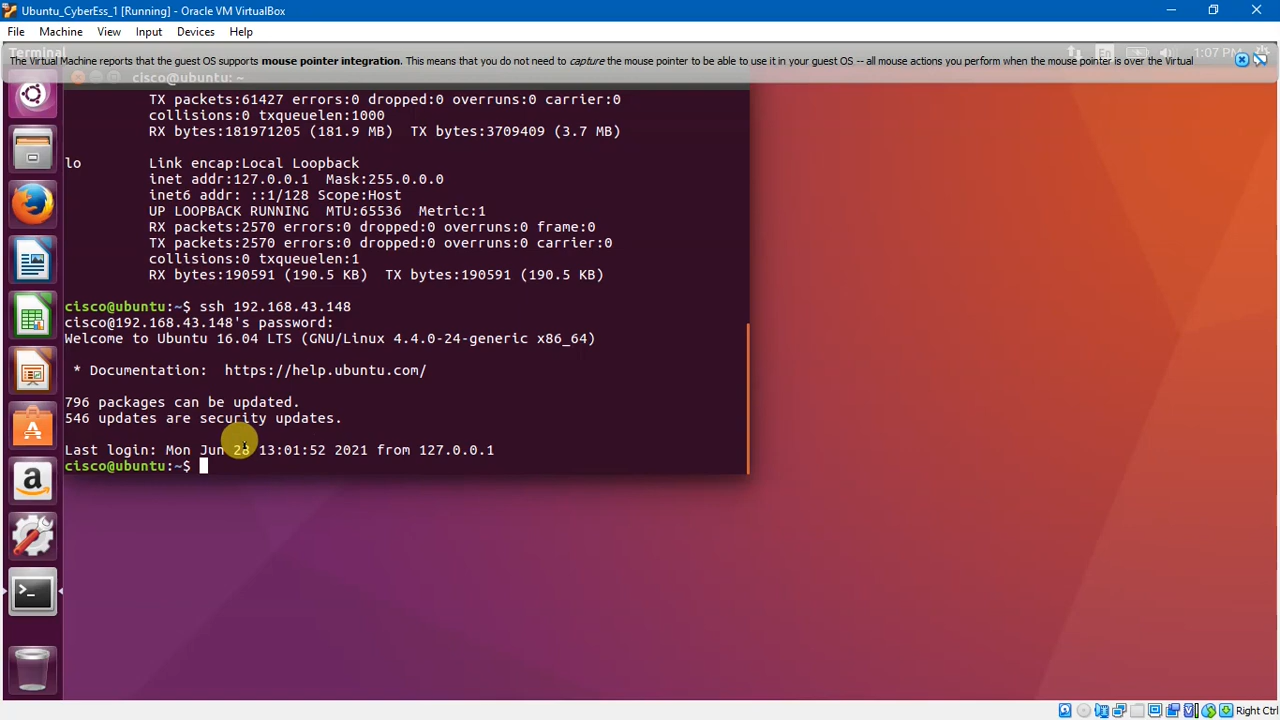 Ubuntu_CyberEss_1 [Running] - Oracle VM VirtualBox
File Machine View Input Devices Help
Terminal En 1:07 PM
The Virtual Machine reports that the guest OS supports mouse pointer integration. This means that you do not need to capture the mouse pointer to be able to use it in your guest OS -- all mouse actions you perform when the mouse pointer is over the Virtual
cisco@ubuntu: ~
TX packets:61427 errors:0 dropped:0 overruns:0 carrier:0
collisions:0 txqueuelen:1000
RX bytes:181971205 (181.9 MB)  TX bytes:3709409 (3.7 MB)
lo Link encap:Local Loopback
inet addr:127.0.0.1  Mask:255.0.0.0
inet6 addr: ::1/128 Scope:Host
UP LOOPBACK RUNNING  MTU:65536  Metric:1
RX packets:2570 errors:0 dropped:0 overruns:0 frame:0
TX packets:2570 errors:0 dropped:0 overruns:0 carrier:0
collisions:0 txqueuelen:1
RX bytes:190591 (190.5 KB)  TX bytes:190591 (190.5 KB)
cisco@ubuntu:~$ ssh 192.168.43.148
cisco@192.168.43.148's password:
Welcome to Ubuntu 16.04 LTS (GNU/Linux 4.4.0-24-generic x86_64)
* Documentation:  https://help.ubuntu.com/
796 packages can be updated.
546 updates are security updates.
Last login: Mon Jun 28 13:01:52 2021 from 127.0.0.1
cisco@ubuntu:~$
Right Ctrl